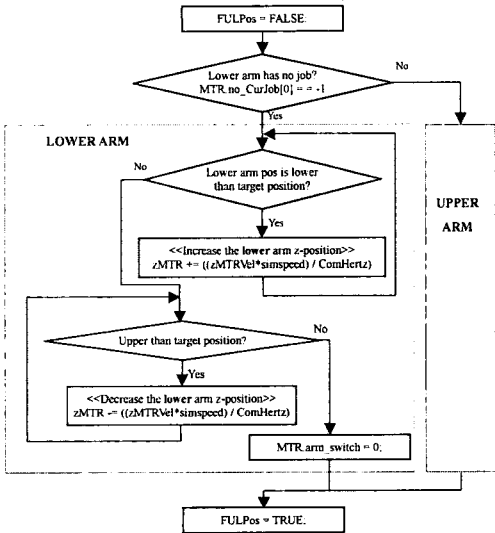 FULPos = FALSE;
Lower arm has no job?
MTR.no_CurJob[0] = = -1
No
Yes
LOWER ARM
No
Lower arm pos is lower
than target position?
UPPER
ARM
Yes
<<Increase the lower arm z-position>>
zMTR += ((zMTRVel*simspeed) / ComHertz)
No
Upper than target position?
Yes
<<Decrease the lower arm z-position>>
zMTR -= ((zMTRVel*simspeed) / ComHertz)
MTR.arm_switch = 0;
FULPos = TRUE;